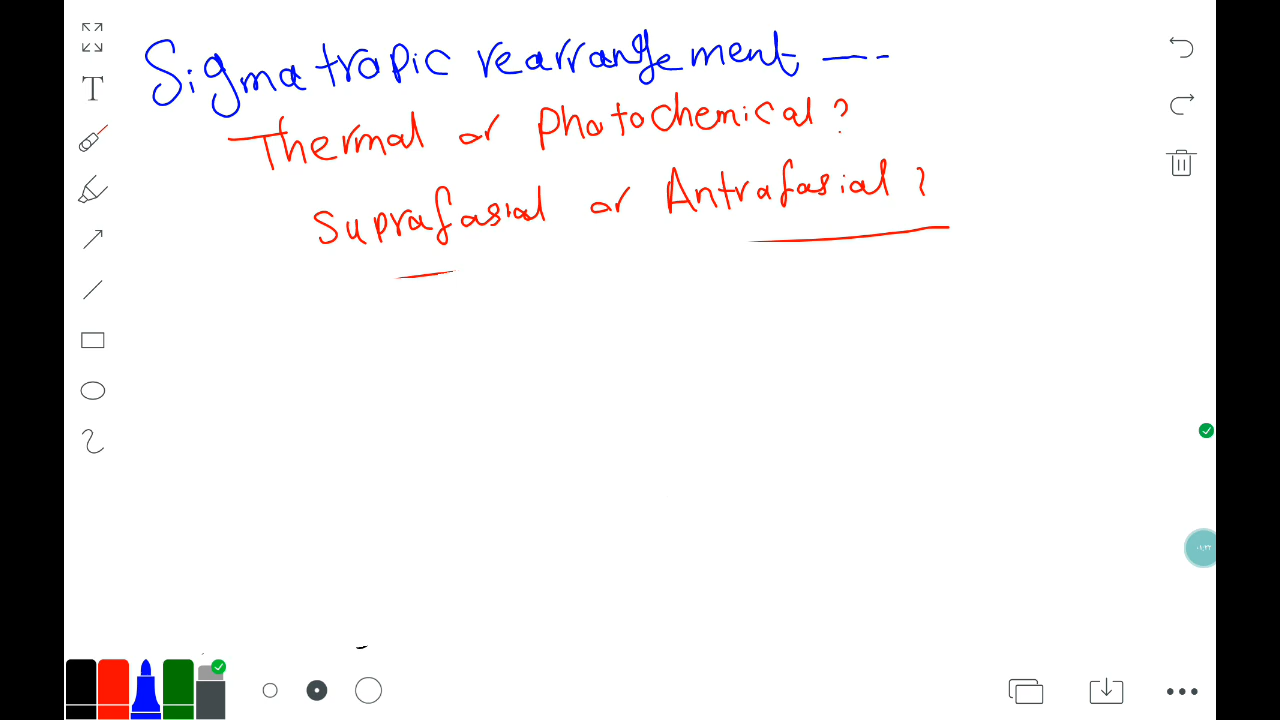 Sigmatropic rearrangement ---
Thermal or photochemical?
suprafasial or Antrafasial?
T